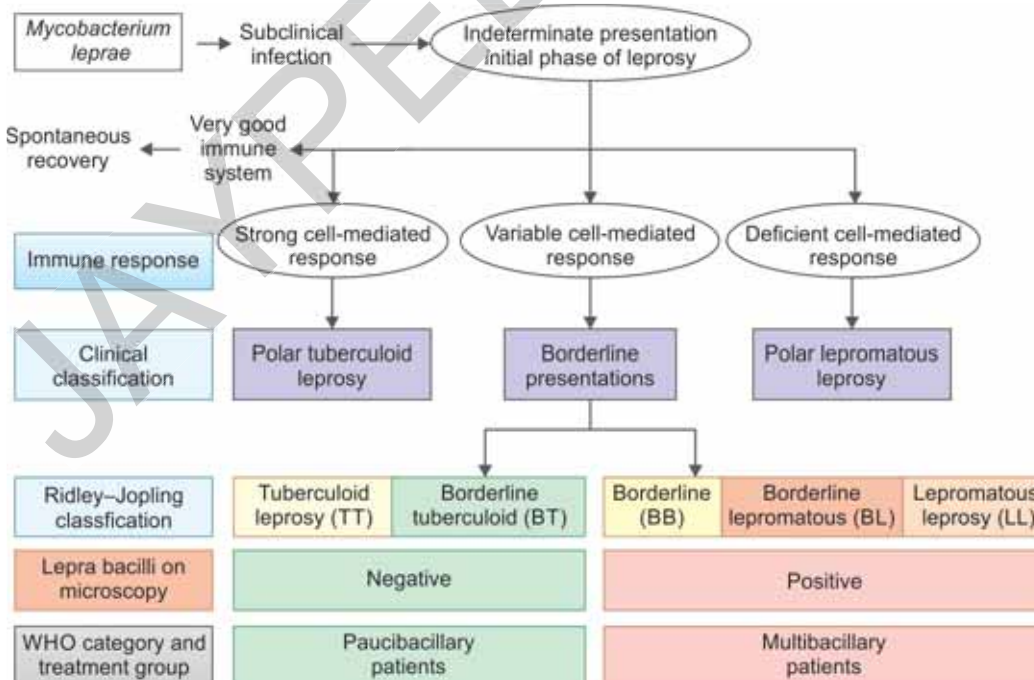 Mycobacterium
leprae
Subclinical
infection
Indeterminate presentation
initial phase of leprosy
Spontaneous
recovery
Very good
immune
system
Immune response
Strong cell-mediated
response
Variable cell-mediated
response
Deficient cell-mediated
response
Clinical
classification
Polar tuberculoid
leprosy
Borderline
presentations
Polar lepromatous
leprosy
Ridley–Jopling
classfication
Tuberculoid
leprosy (TT)
Borderline
tuberculoid (BT)
Borderline
(BB)
Borderline
lepromatous (BL)
Lepromatous
leprosy (LL)
Lepra bacilli on
microscopy
Negative
Positive
WHO category and
treatment group
Paucibacillary
patients
Multibacillary
patients